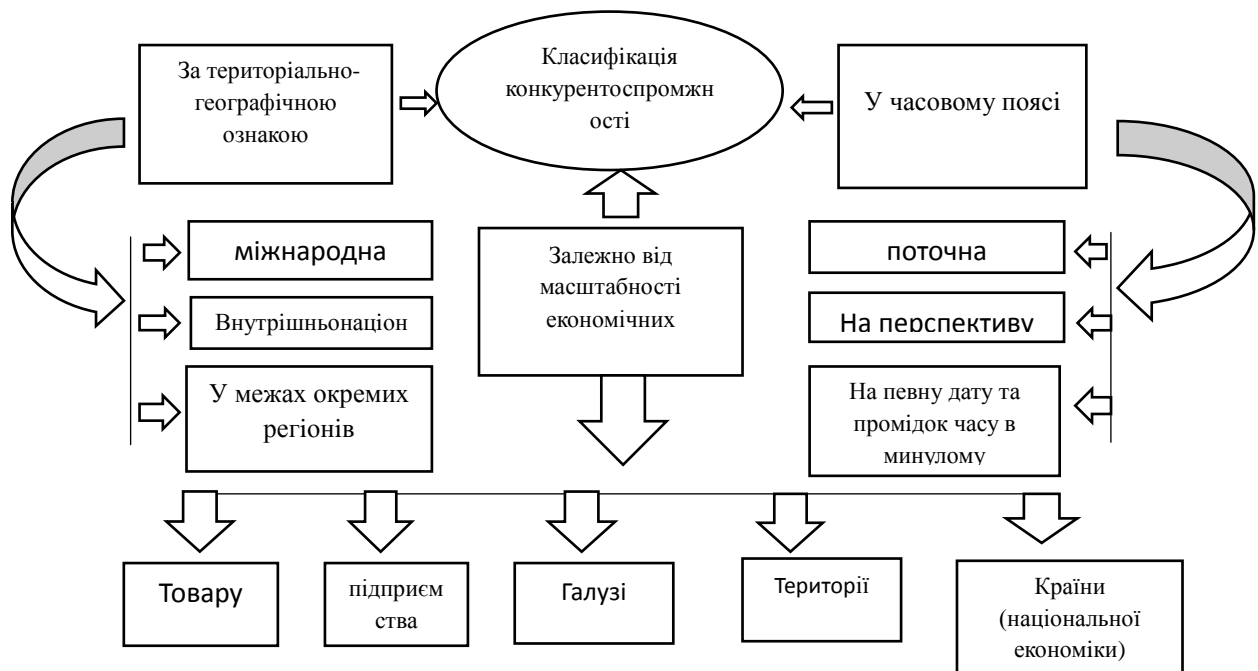 За територіально-
географічною
ознакою
Класифікація
конкурентоспромжн
ості
У часовому поясі
міжнародна
Внутрішньонаціон
У межах окремих
регіонів
Залежно від
масштабності
економічних
поточна
На перспективу
На певну дату та
промідок часу в
минулому
Товару
підприєм
ства
Галузі
Території
Країни
(національної
економіки)